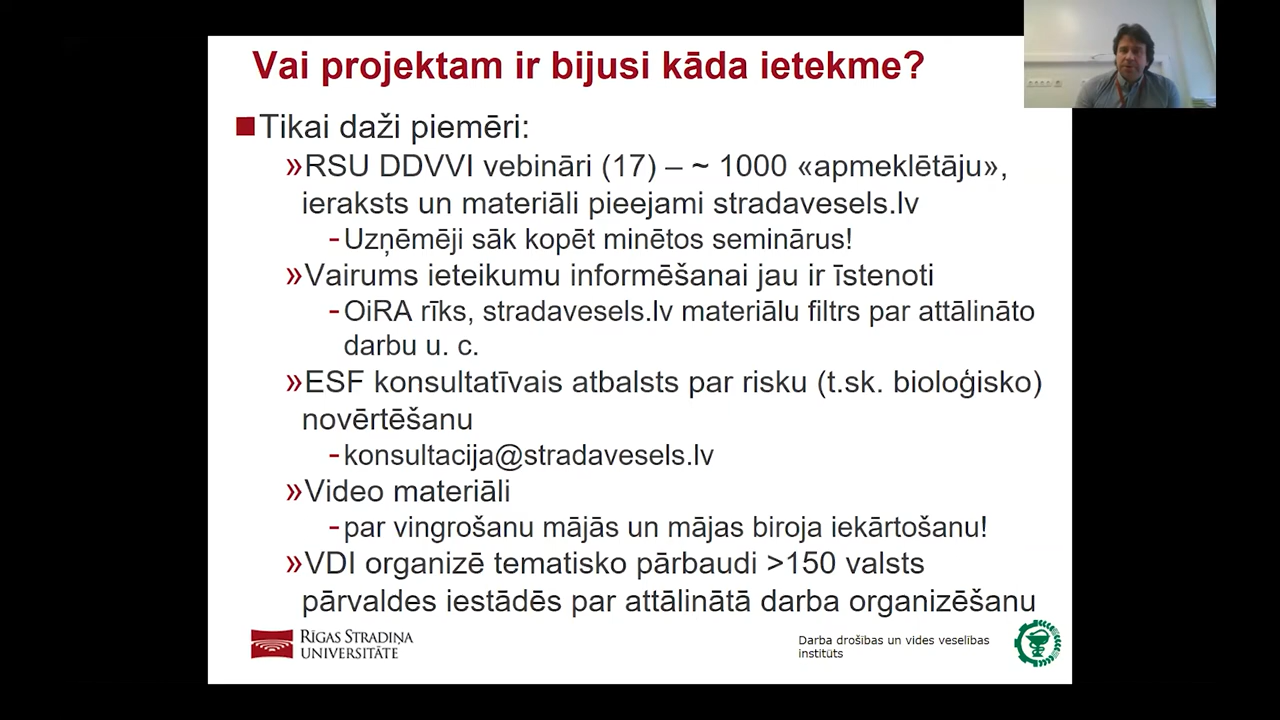 Vai projektam ir bijusi kāda ietekme?
Tikai daži piemēri:
»RSU DDVVI vebināri (17) – ~ 1000 «apmeklētāju»,
ieraksts un materiāli pieejami stradavesels.lv
-Uzņēmēji sāk kopēt minētos seminārus!
»Vairums ieteikumu informēšanai jau ir īstenoti
-OiRA rīks, stradavesels.lv materiālu filtrs par attālināto
darbu u. c.
»ESF konsultatīvais atbalsts par risku (t.sk. bioloģisko)
novērtēšanu
-konsultacija@stradavesels.lv
»Video materiāli
-par vingrošanu mājās un mājas biroja iekārtošanu!
»VDI organizē tematisko pārbaudi >150 valsts
pārvaldes iestādēs par attālinātā darba organizēšanu
RĪGAS STRADIŅA
UNIVERSITĀTE
Darba drošības un vides veselības
institūts